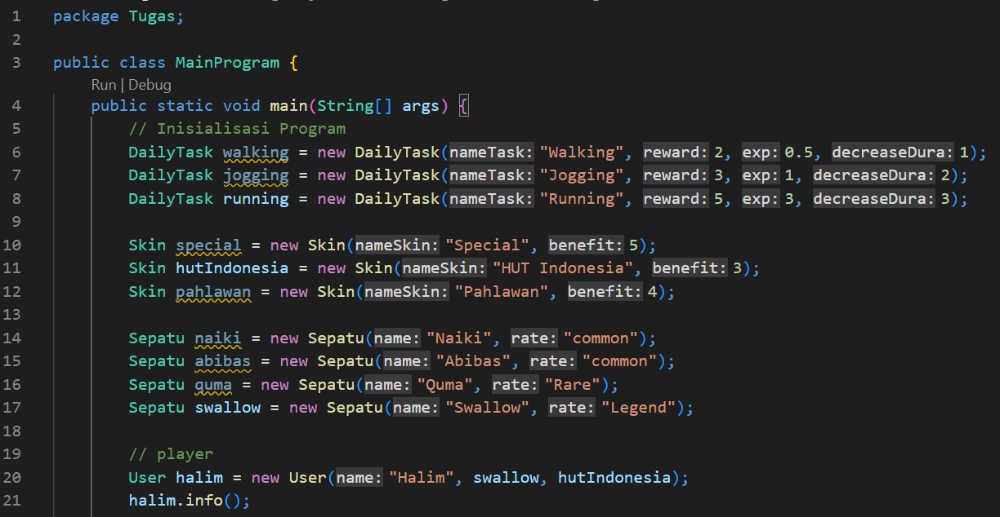 1 package Tugas;
2
3 public class MainProgram {
Run | Debug
4 public static void main(String[] args) {
5 // Inisialisasi Program
6 DailyTask walking = new DailyTask(nameTask: "Walking", reward: 2, exp: 0.5, decreaseDura: 1);
7 DailyTask jogging = new DailyTask(nameTask: "Jogging", reward: 3, exp: 1, decreaseDura: 2);
8 DailyTask running = new DailyTask(nameTask: "Running", reward: 5, exp: 3, decreaseDura: 3);
9
10 Skin special = new Skin(nameSkin: "Special", benefit: 5);
11 Skin hutIndonesia = new Skin(nameSkin: "HUT Indonesia", benefit: 3);
12 Skin pahlawan = new Skin(nameSkin: "Pahlawan", benefit: 4);
13
14 Sepatu naiki = new Sepatu(name: "Naiki", rate: "common");
15 Sepatu abibas = new Sepatu(name: "Abibas", rate: "common");
16 Sepatu quma = new Sepatu(name: "Quma", rate: "Rare");
17 Sepatu swallow = new Sepatu(name: "Swallow", rate: "Legend");
18
19 // player
20 User halim = new User(name: "Halim", swallow, hutIndonesia);
21 halim.info();